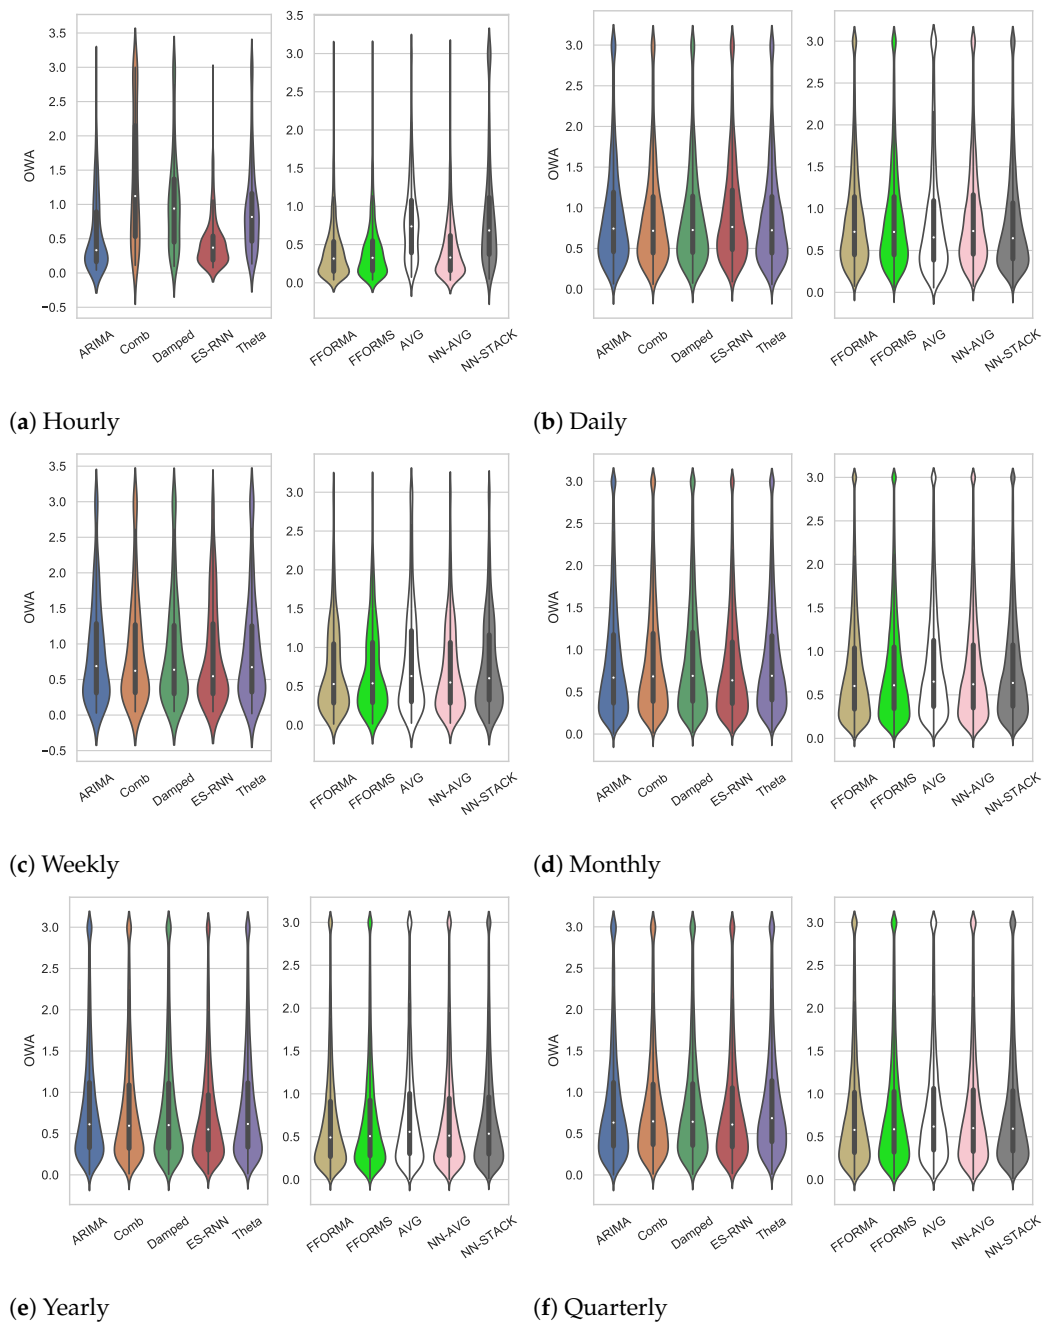 3.5
3.0
2.5
2.0
1.5
1.0
0.5
0.0
−0.5
OWA
ARIMA
Comb
Damped
ES-RNN
Theta
3.5
3.0
2.5
2.0
1.5
1.0
0.5
0.0
FFORMA
FFORMS
AVG
NN-AVG
NN-STACK
(a) Hourly
3.0
2.5
2.0
1.5
1.0
0.5
0.0
OWA
ARIMA
Comb
Damped
ES-RNN
Theta
3.0
2.5
2.0
1.5
1.0
0.5
0.0
FFORMA
FFORMS
AVG
NN-AVG
NN-STACK
(b) Daily
3.5
3.0
2.5
2.0
1.5
1.0
0.5
0.0
−0.5
OWA
ARIMA
Comb
Damped
ES-RNN
Theta
3.0
2.5
2.0
1.5
1.0
0.5
0.0
FFORMA
FFORMS
AVG
NN-AVG
NN-STACK
(c) Weekly
3.0
2.5
2.0
1.5
1.0
0.5
0.0
OWA
ARIMA
Comb
Damped
ES-RNN
Theta
3.0
2.5
2.0
1.5
1.0
0.5
0.0
FFORMA
FFORMS
AVG
NN-AVG
NN-STACK
(d) Monthly
3.0
2.5
2.0
1.5
1.0
0.5
0.0
OWA
ARIMA
Comb
Damped
ES-RNN
Theta
3.0
2.5
2.0
1.5
1.0
0.5
0.0
FFORMA
FFORMS
AVG
NN-AVG
NN-STACK
(e) Yearly
3.0
2.5
2.0
1.5
1.0
0.5
0.0
OWA
ARIMA
Comb
Damped
ES-RNN
Theta
3.0
2.5
2.0
1.5
1.0
0.5
0.0
FFORMA
FFORMS
AVG
NN-AVG
NN-STACK
(f) Quarterly